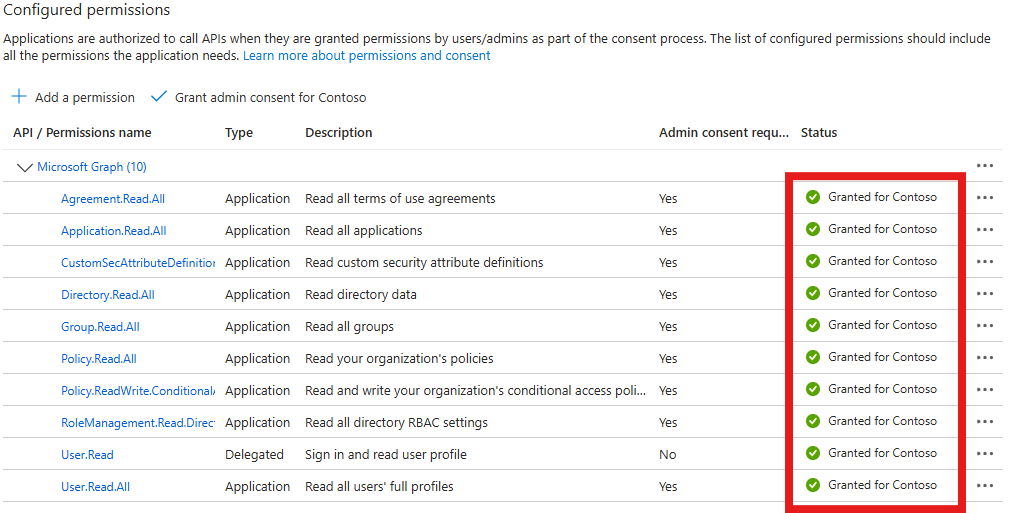 Configured permissions
Applications are authorized to call APIs when they are granted permissions by users/admins as part of the consent process. The list of configured permissions should include
all the permissions the application needs. Learn more about permissions and consent
Add a permission Grant admin consent for Contoso
API / Permissions name Type Description Admin consent requ... Status
Microsoft Graph (10) ...
Agreement.Read.All Application Read all terms of use agreements Yes Granted for Contoso ...
Application.Read.All Application Read all applications Yes Granted for Contoso ...
CustomSecAttributeDefinition Application Read custom security attribute definitions Yes Granted for Contoso ...
Directory.Read.All Application Read directory data Yes Granted for Contoso ...
Group.Read.All Application Read all groups Yes Granted for Contoso ...
Policy.Read.All Application Read your organization's policies Yes Granted for Contoso ...
Policy.ReadWrite.ConditionalA Application Read and write your organization's conditional access poli... Yes Granted for Contoso ...
RoleManagement.Read.Direct Application Read all directory RBAC settings Yes Granted for Contoso ...
User.Read Delegated Sign in and read user profile No Granted for Contoso ...
User.Read.All Application Read all users' full profiles Yes Granted for Contoso ...